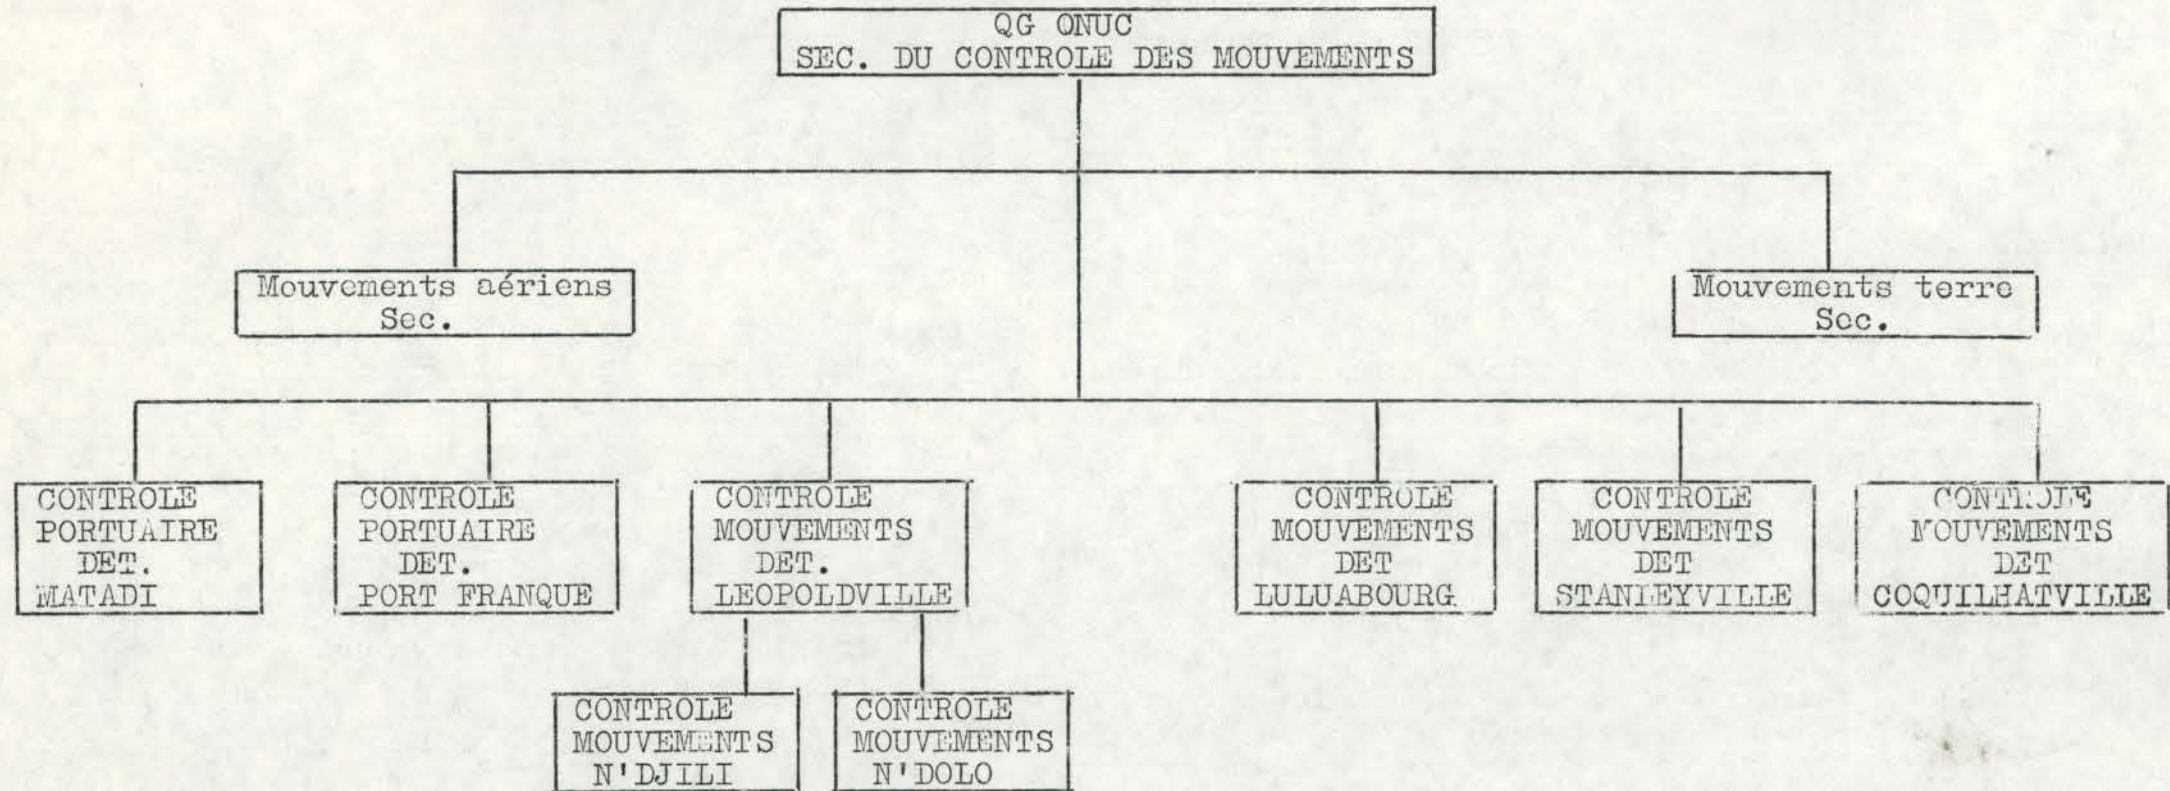 QG ONUC
SEC. DU CONTROLE DES MOUVEMENTS
Mouvements aériens
Sec.
Mouvements terre
Sec.
CONTROLE
PORTUAIRE
DET.
MATADI
CONTROLE
PORTUAIRE
DET.
PORT FRANQUE
CONTROLE
MOUVEMENTS
DET.
LEOPOLDVILLE
CONTROLE
MOUVEMENTS
DET
LULUABOURG
CONTROLE
MOUVEMENTS
DET
STANLEYVILLE
CONTROLE
MOUVEMENTS
DET
COQUILHATVILLE
CONTROLE
MOUVEMENTS
N'DJILI
CONTROLE
MOUVEMENTS
N'DOLO